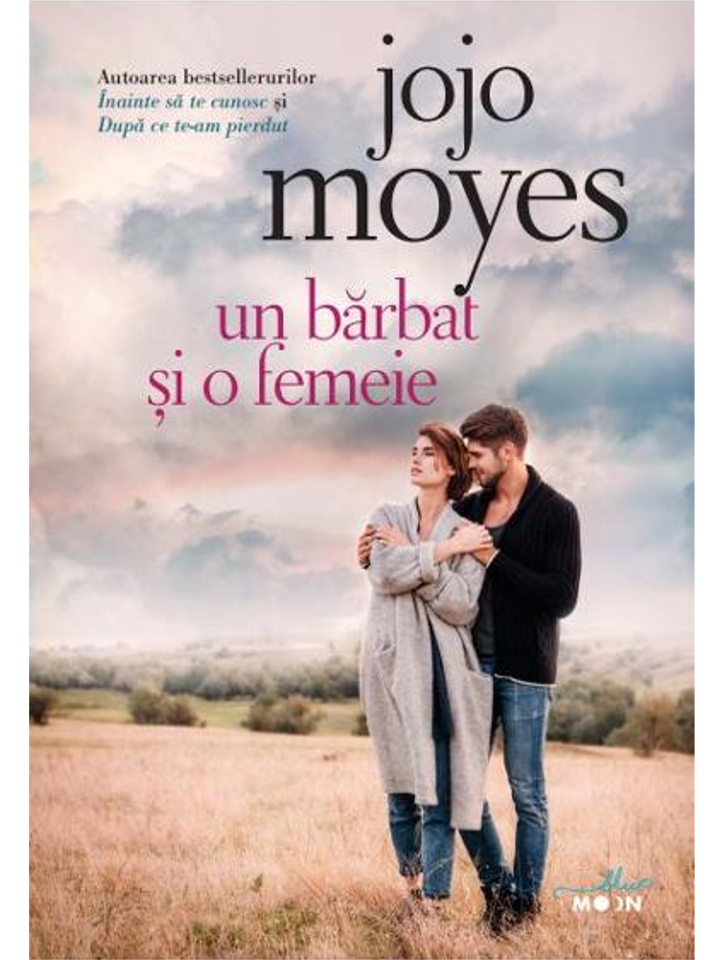 Autoarea bestsellerurilor
Înainte să te cunosc și
După ce te-am pierdut
jojo
moyes
un bărbat
și o femeie
blue
MOON